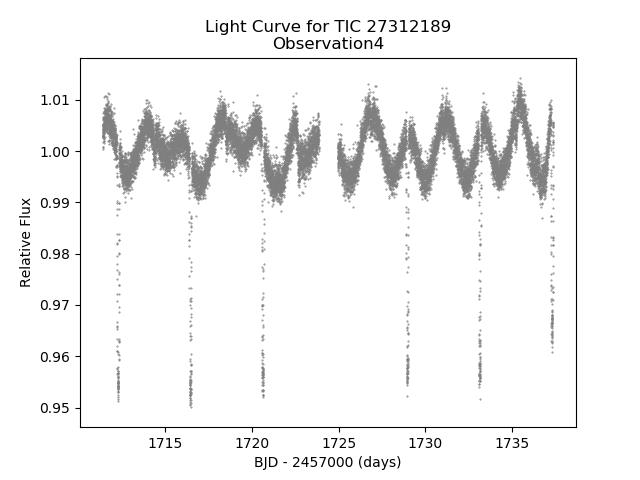 Light Curve for TIC 27312189
Observation4
Relative Flux
1.01
1.00
0.99
0.98
0.97
0.96
0.95
1715 1720 1725 1730 1735
BJD - 2457000 (days)